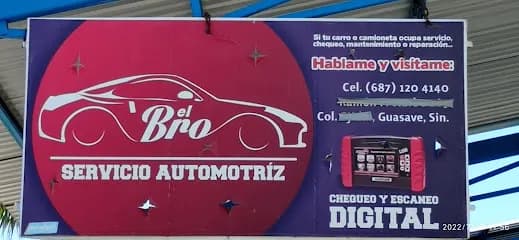 Si tu carro o camioneta ocupa servicio,
chequeo, mantenimiento o reparación...
Hablame y visítame:
Cel. (687) 120 4140
Col. Guasave, Sin.
el
Bro
SERVICIO AUTOMOTRÍZ
CHEQUEO Y ESCANEO
DIGITAL